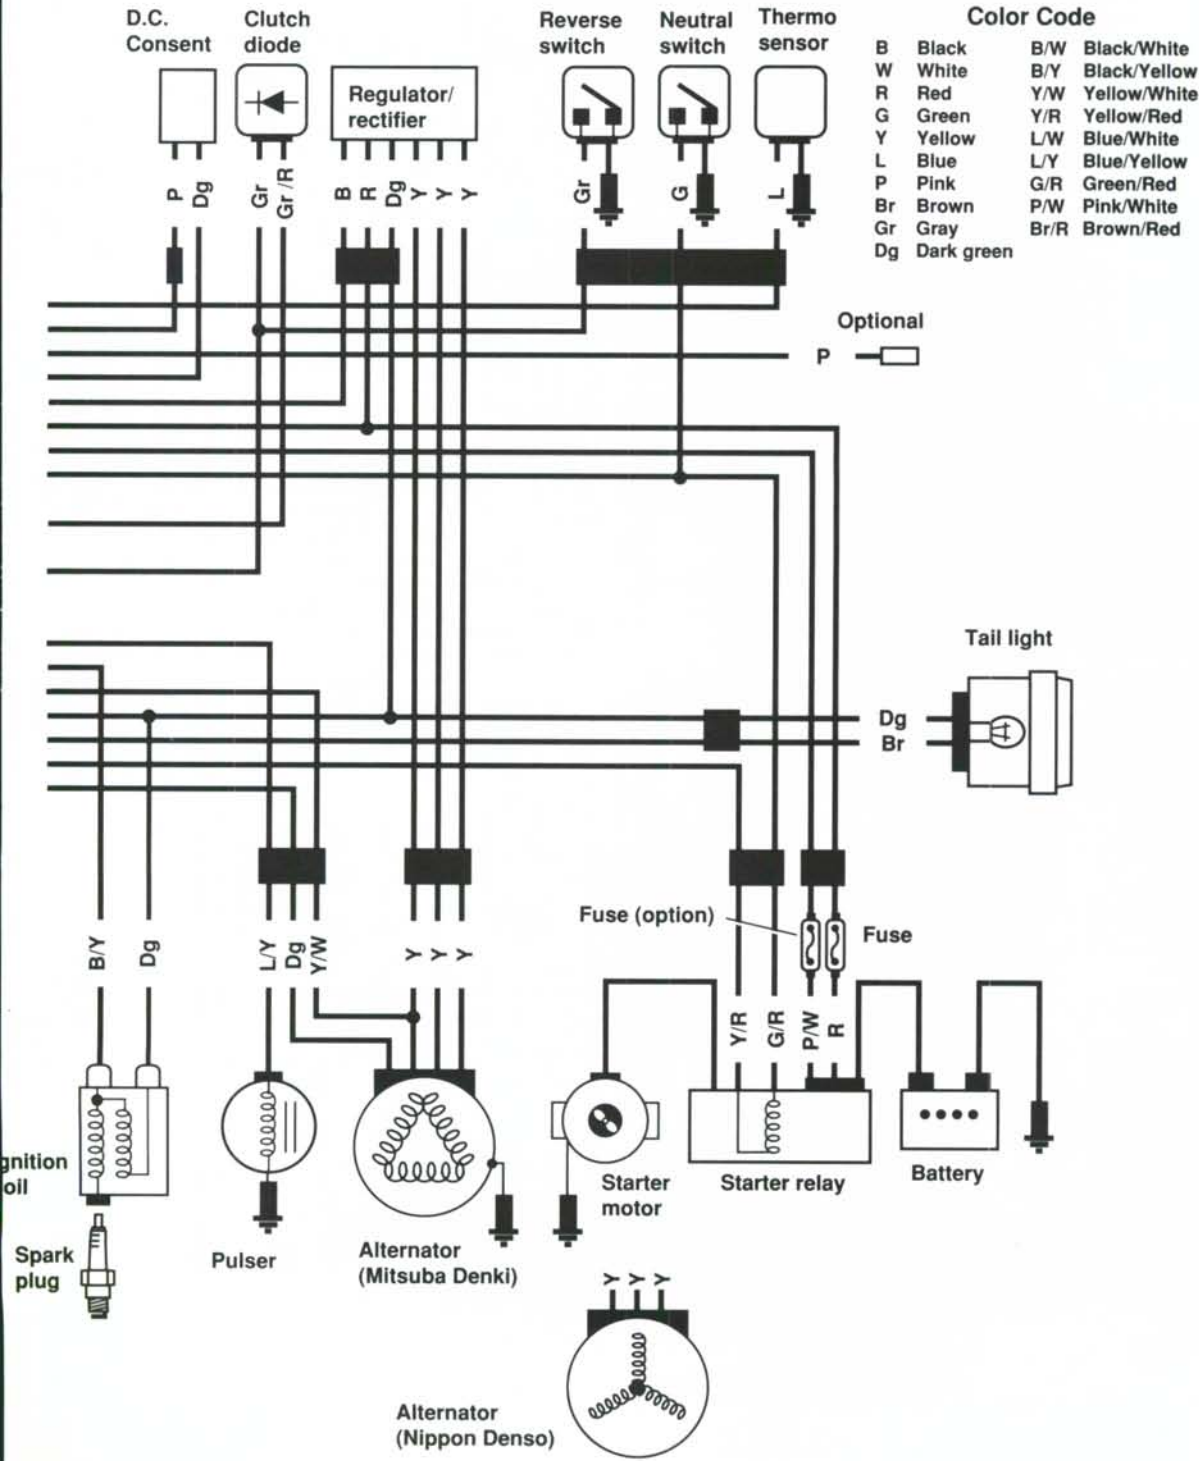 D.C.
Consent
Clutch
diode
Regulator/
rectifier
Reverse
switch
Neutral
switch
Thermo
sensor
Color Code
B Black B/W Black/White
W White B/Y Black/Yellow
R Red Y/W Yellow/White
G Green Y/R Yellow/Red
Y Yellow L/W Blue/White
L Blue L/Y Blue/Yellow
P Pink G/R Green/Red
Br Brown P/W Pink/White
Gr Gray Br/R Brown/Red
Dg Dark green
P Dg Gr Gr/R B R Dg Y Y Y Gr G L
Optional
P
Tail light
Dg
Br
Fuse (option)
Fuse
B/Y Dg L/Y Dg Y/W Y Y Y
Y/R G/R P/W R
gnition
oil
Spark
plug
Pulser
Alternator
(Mitsuba Denki)
Starter
motor
Starter relay
Battery
Y Y Y
Alternator
(Nippon Denso)